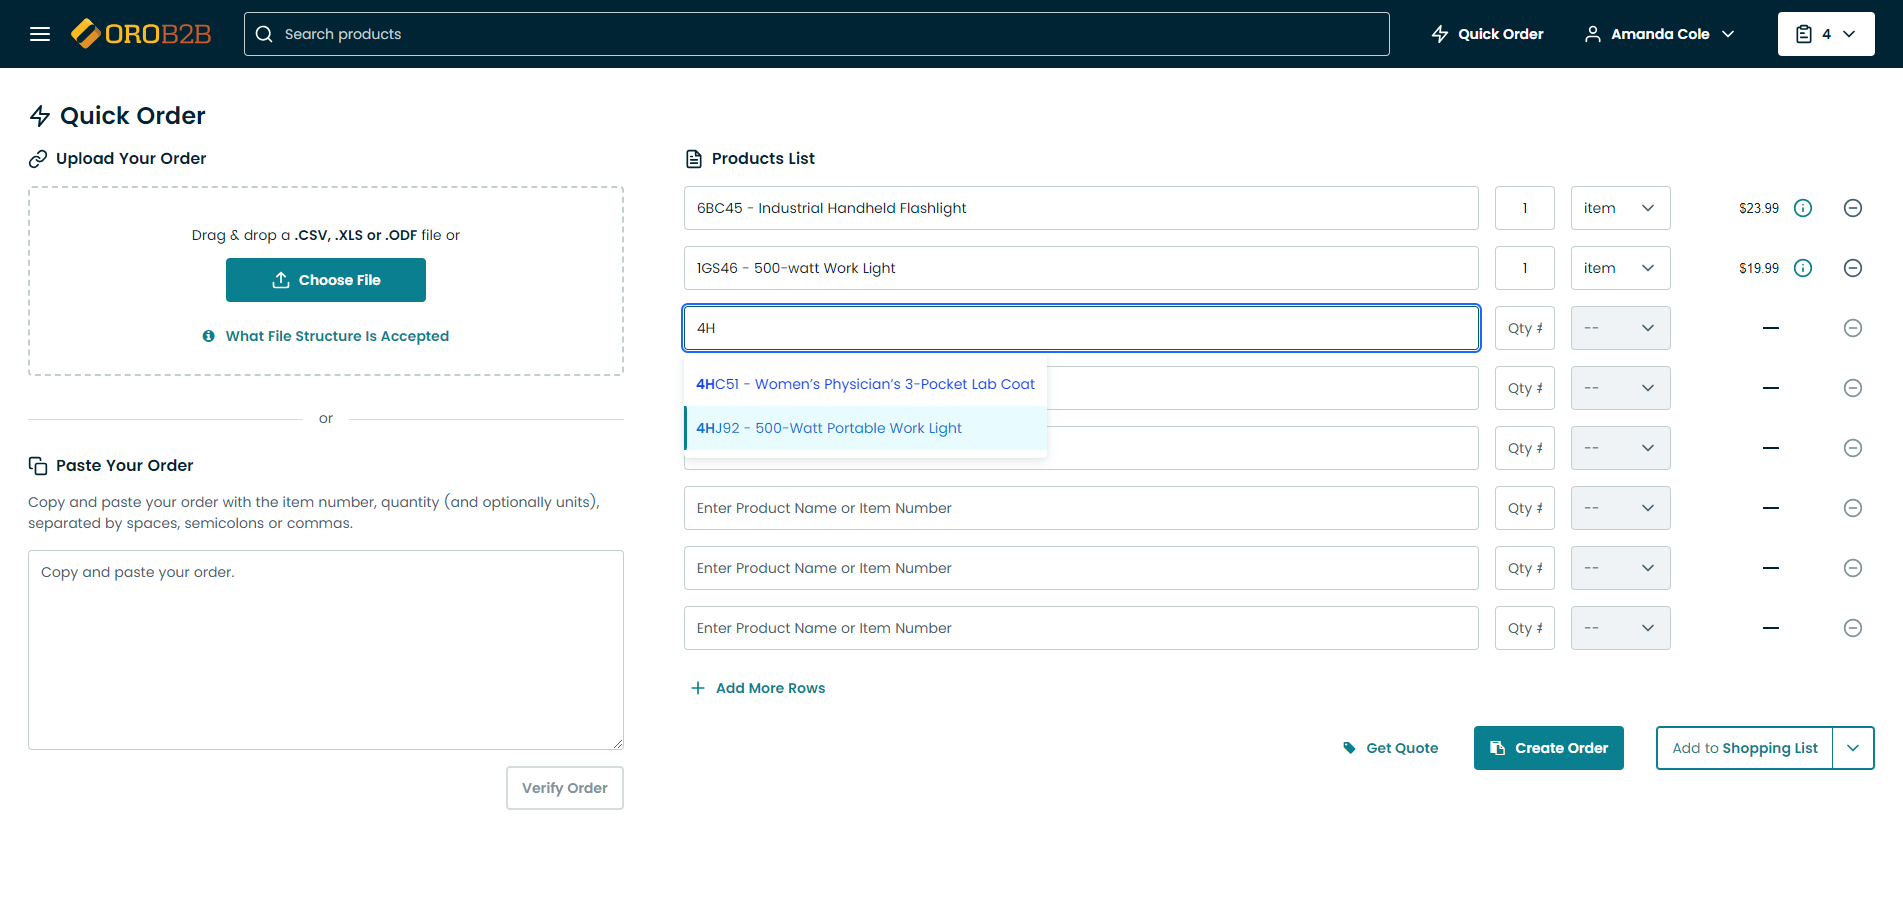 OROB2B
Search products
Quick Order
Amanda Cole
4
Quick Order
Upload Your Order
Drag & drop a .CSV, .XLS or .ODF file or
Choose File
What File Structure Is Accepted
or
Paste Your Order
Copy and paste your order with the item number, quantity (and optionally units),
separated by spaces, semicolons or commas.
Copy and paste your order.
Verify Order
Products List
6BC45 - Industrial Handheld Flashlight 1 item $23.99
1GS46 - 500-watt Work Light 1 item $19.99
4H Qty # -- —
4HC51 - Women's Physician's 3-Pocket Lab Coat Qty # -- —
4HJ92 - 500-Watt Portable Work Light Qty # -- —
Enter Product Name or Item Number Qty # -- —
Enter Product Name or Item Number Qty # -- —
Enter Product Name or Item Number Qty # -- —
Add More Rows
Get Quote
Create Order
Add to Shopping List